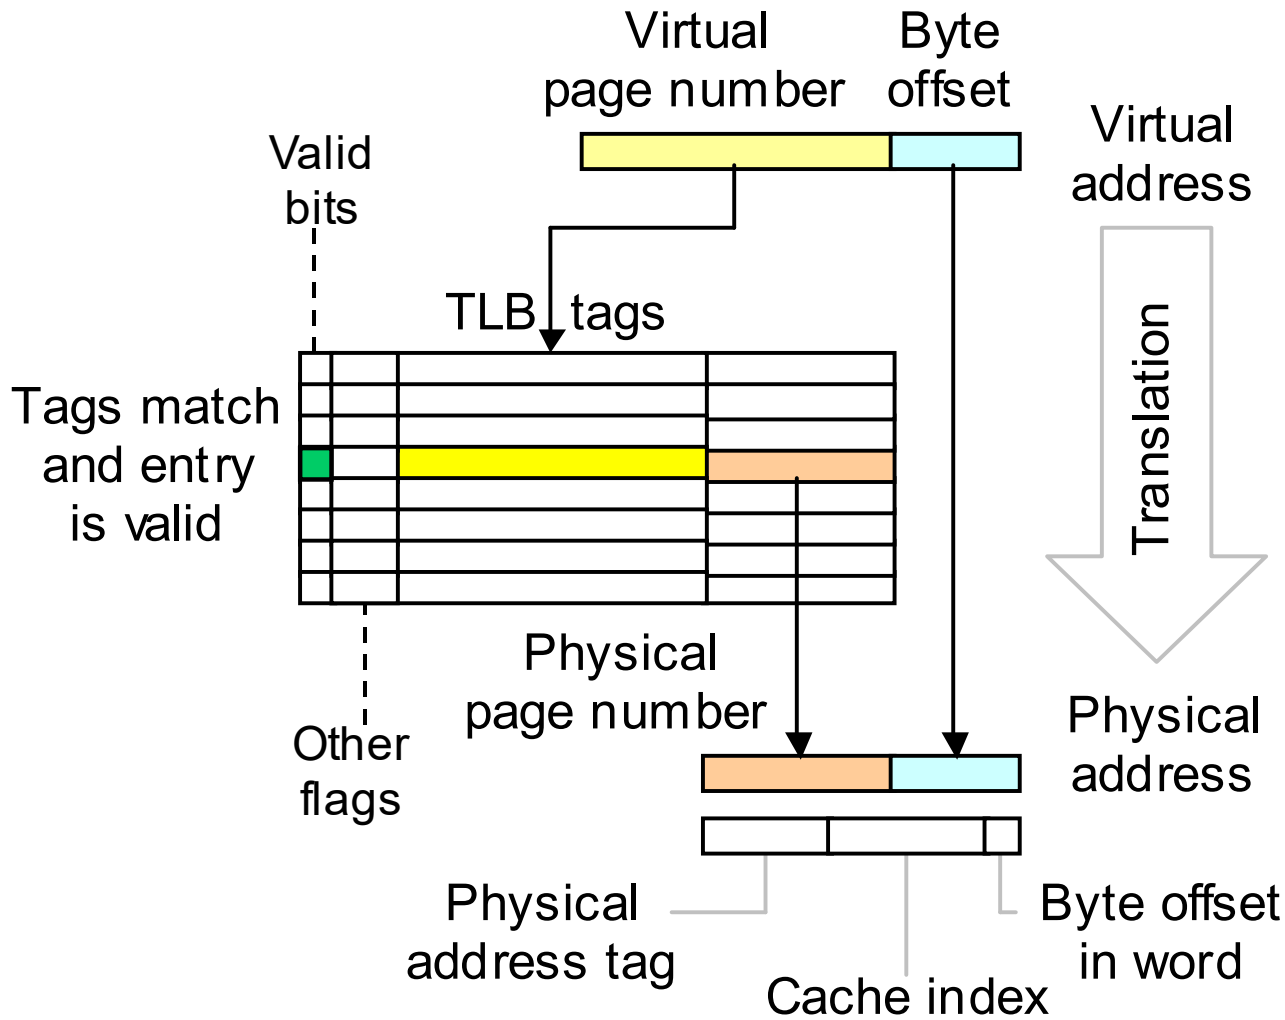 Virtual
page number
Byte
offset
Virtual
address
Valid
bits
TLB tags
Tags match
and entry
is valid
Translation
Physical
page number
Other
flags
Physical
address
Physical
address tag
Cache index
Byte offset
in word